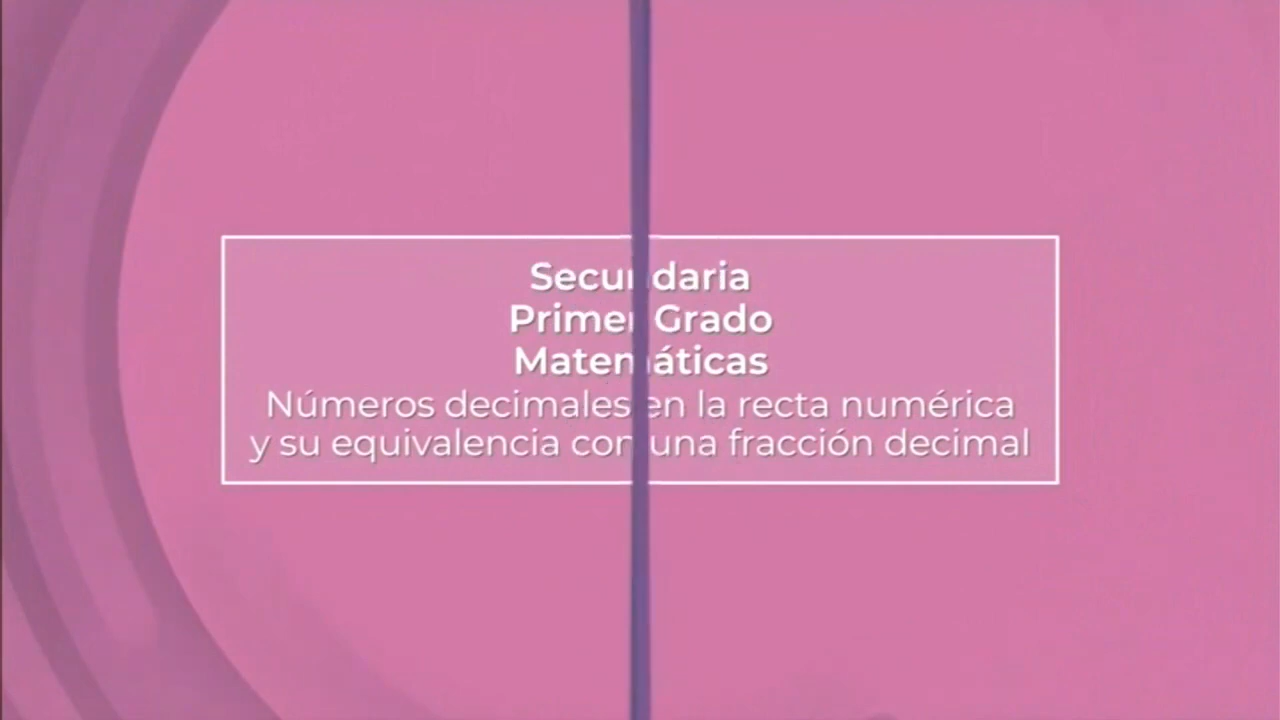 Secundaria
Primer Grado
Matemáticas
Números decimales en la recta numérica
y su equivalencia con una fracción decimal